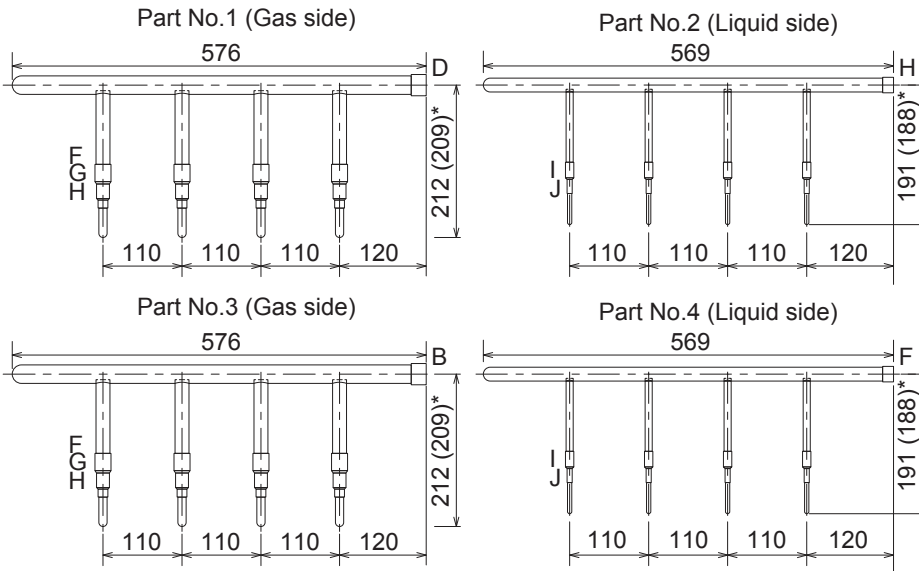 Part No.1 (Gas side)
576
D
F
G
H
212 (209)*
110 110 110 120
Part No.2 (Liquid side)
569
H
I
J
191 (188)*
110 110 110 120
Part No.3 (Gas side)
576
B
F
G
H
212 (209)*
110 110 110 120
Part No.4 (Liquid side)
569
F
I
J
191 (188)*
110 110 110 120